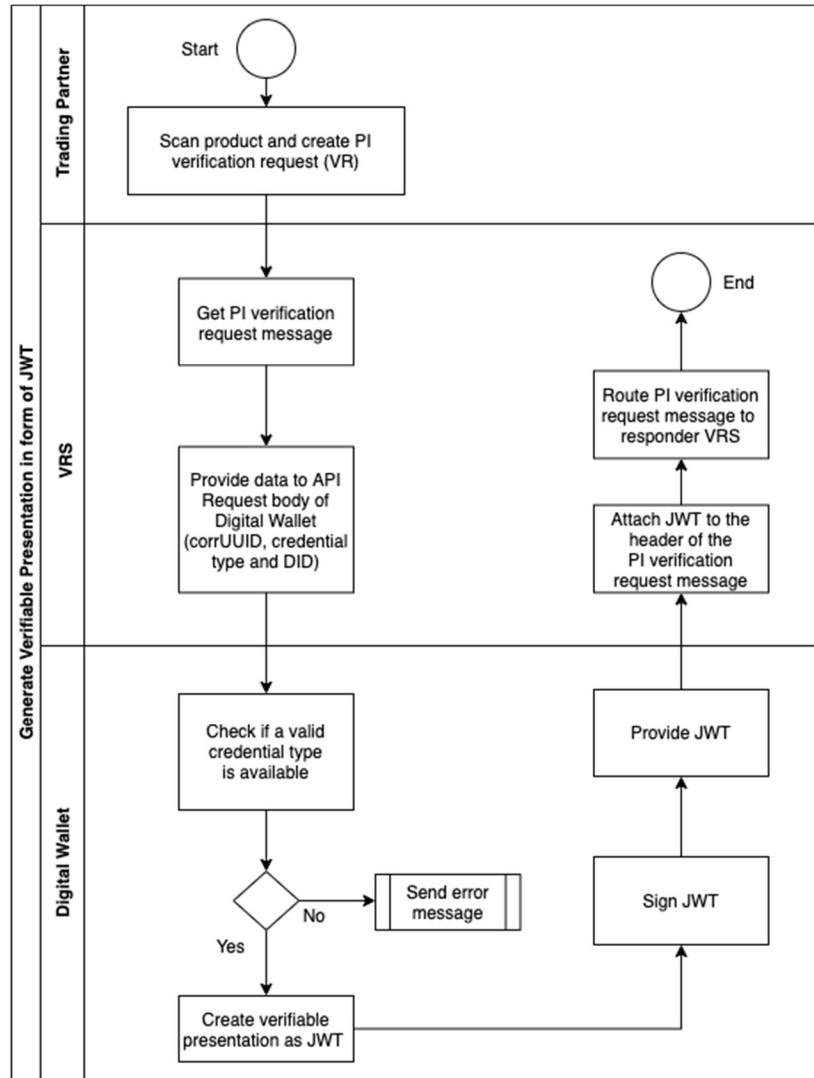 Generate Verifiable Presentation in form of JWT
Trading Partner
Start
Scan product and create PI
verification request (VR)
VRS
Get PI verification
request message
Provide data to API
Request body of
Digital Wallet
(corrUUID, credential
type and DID)
End
Route PI verification
request message to
responder VRS
Attach JWT to the
header of the
PI verification
request message
Digital Wallet
Check if a valid
credential type
is available
No
Send error
message
Yes
Create verifiable
presentation as JWT
Sign JWT
Provide JWT